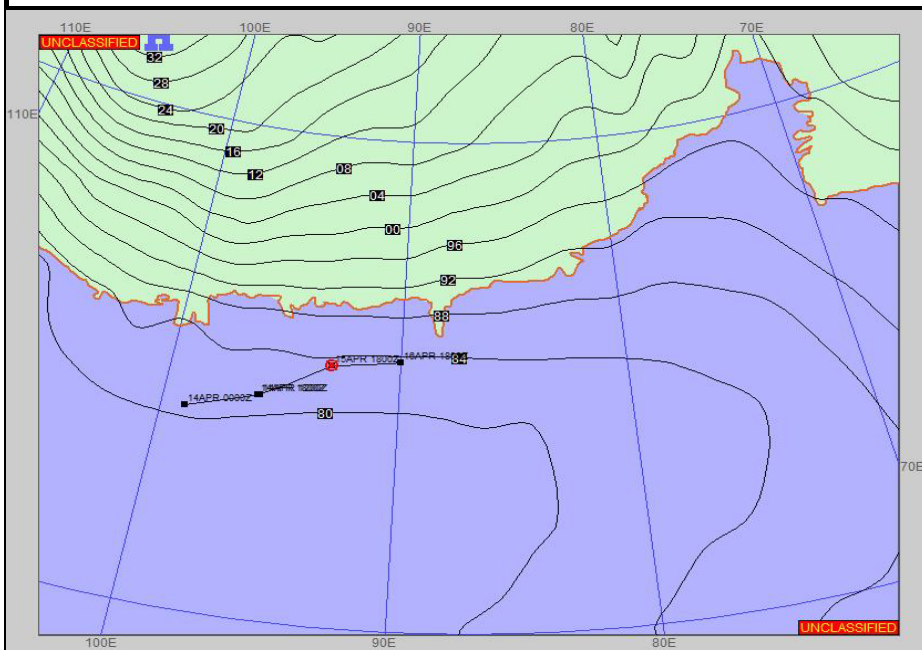 110E 100E 90E 80E 70E
UNCLASSIFIED
32
28
24
110E
20
16
12
08
04
00
96
92
88
15APR 1800Z
84
14APR 0000Z
80
70E
UNCLASSIFIED
100E 90E 80E